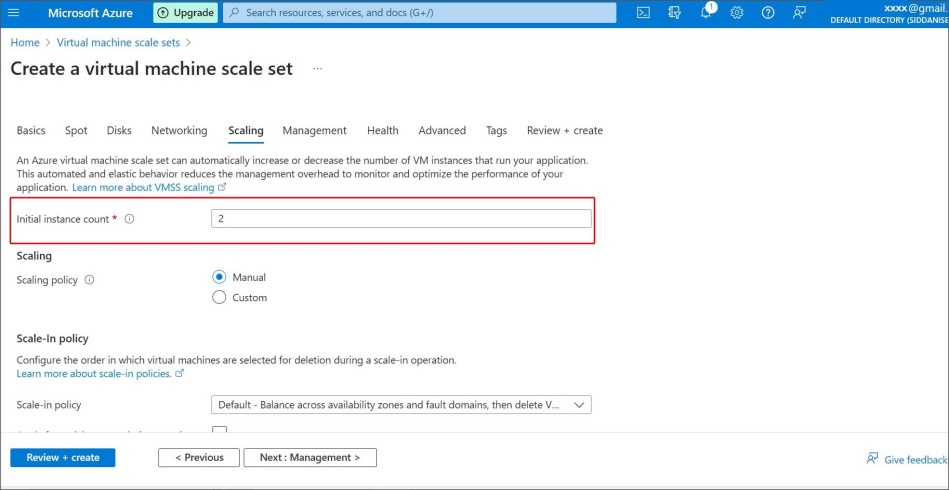 Microsoft Azure
Upgrade
Search resources, services, and docs (G+/)
1
xxxx@gmail.
DEFAULT DIRECTORY (SIDDANISE
Home > Virtual machine scale sets >
Create a virtual machine scale set ...
Basics Spot Disks Networking Scaling Management Health Advanced Tags Review + create
An Azure virtual machine scale set can automatically increase or decrease the number of VM instances that run your application.
This automated and elastic behavior reduces the management overhead to monitor and optimize the performance of your
application. Learn more about VMSS scaling
Initial instance count * 2
Scaling
Scaling policy Manual
Custom
Scale-In policy
Configure the order in which virtual machines are selected for deletion during a scale-in operation.
Learn more about scale-in policies.
Scale-in policy Default - Balance across availability zones and fault domains, then delete V...
Review + create < Previous Next : Management > Give feedback